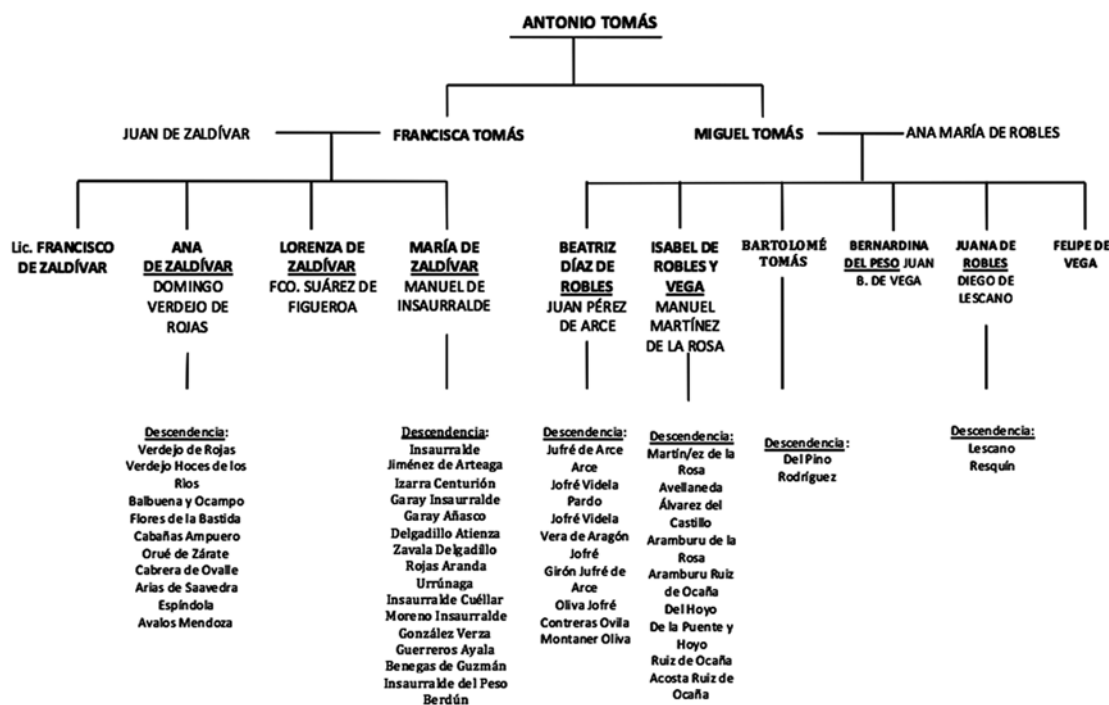 ANTONIO TOMÁS
JUAN DE ZALDÍVAR
FRANCISCA TOMÁS
MIGUEL TOMÁS
ANA MARÍA DE ROBLES
Lic. FRANCISCO
DE ZALDÍVAR
ANA
DE ZALDÍVAR
DOMINGO
VERDEJO DE
ROJAS
LORENZA DE
ZALDÍVAR
FCO. SUÁREZ DE
FIGUEROA
MARÍA DE
ZALDÍVAR
MANUEL DE
INSAURRALDE
BEATRIZ
DÍAZ DE
ROBLES
JUAN PÉREZ
DE ARCE
ISABEL DE
ROBLES Y
VEGA
MANUEL
MARTÍNEZ
DE LA ROSA
BARTOLOMÉ
TOMÁS
BERNARDINA
DEL PESO JUAN
B. DE VEGA
JUANA DE
ROBLES
DIEGO DE
LESCANO
FELIPE DE
VEGA
Descendencia:
Verdejo de Rojas
Verdejo Hoces de los
Ríos
Balbuena y Ocampo
Flores de la Bastida
Cabañas Ampuero
Orué de Zárate
Cabrera de Ovalle
Arias de Saavedra
Espíndola
Avalos Mendoza
Descendencia:
Insaurralde
Jiménez de Arteaga
Izarra Centurión
Garay Insaurralde
Garay Añasco
Delgadillo Atienza
Zavala Delgadillo
Rojas Aranda
Urrúnaga
Insaurralde Cuéllar
Moreno Insaurralde
González Verza
Guerreros Ayala
Benegas de Guzmán
Insaurralde del Peso
Berdún
Descendencia:
Jufré de Arce
Arce
Jofré Videla
Pardo
Jofré Videla
Vera de Aragón
Jofré
Girón Jufré de
Arce
Oliva Jofré
Contreras Ovila
Montaner Oliva
Descendencia:
Martín/ez de la
Rosa
Avellaneda
Álvarez del
Castillo
Aramburu de la
Rosa
Aramburu Ruiz
de Ocaña
Del Hoyo
De la Puente y
Hoyo
Ruiz de Ocaña
Acosta Ruiz de
Ocaña
Descendencia:
Del Pino
Rodríguez
Descendencia:
Lescano
Resquín